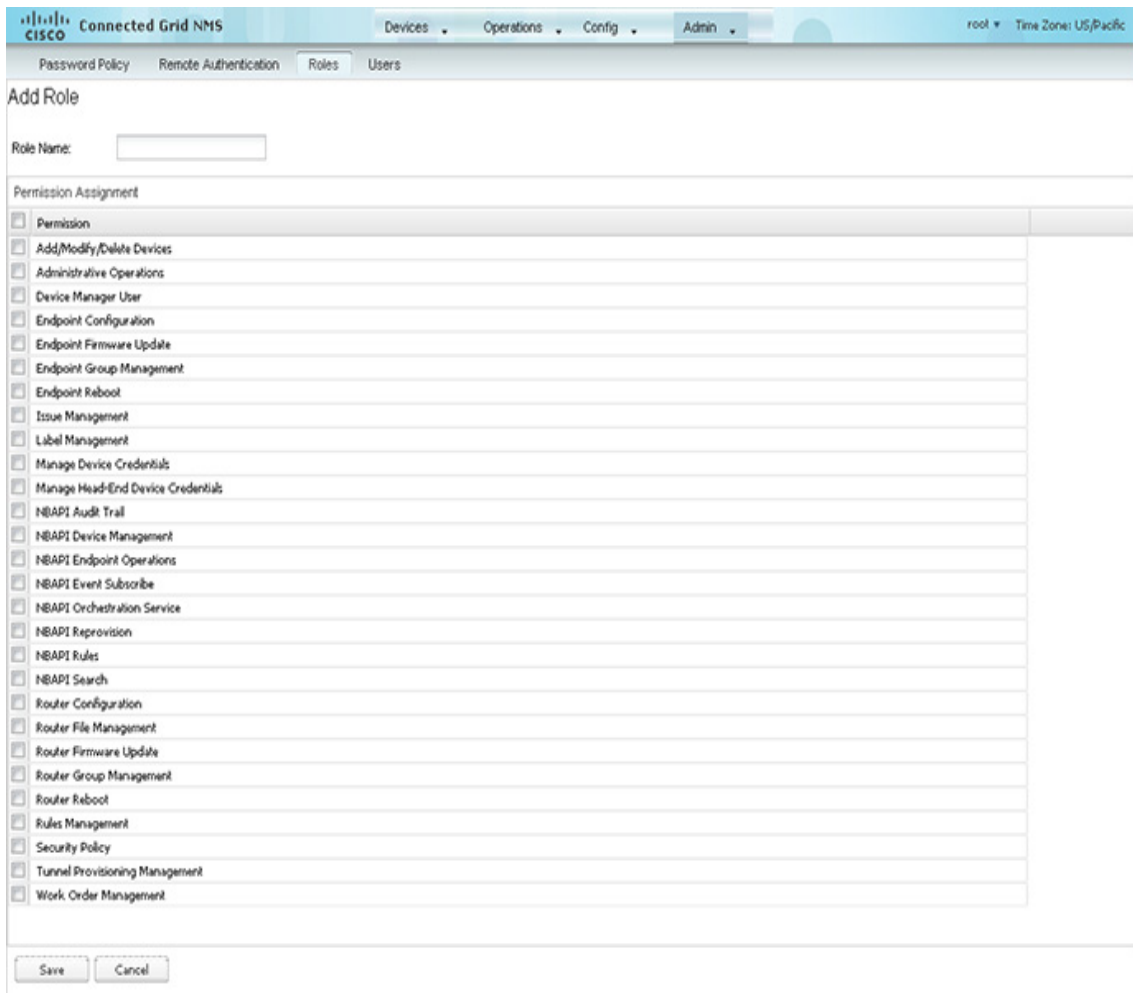 CISCO Connected Grid NMS Devices Operations Config Admin root Time Zone: US/Pacific
Password Policy Remote Authentication Roles Users
Add Role
Role Name:
Permission Assignment
Permission
Add/Modify/Delete Devices
Administrative Operations
Device Manager User
Endpoint Configuration
Endpoint Firmware Update
Endpoint Group Management
Endpoint Reboot
Issue Management
Label Management
Manage Device Credentials
Manage Head-End Device Credentials
NBAPI Audit Trail
NBAPI Device Management
NBAPI Endpoint Operations
NBAPI Event Subscribe
NBAPI Orchestration Service
NBAPI Reprovision
NBAPI Rules
NBAPI Search
Router Configuration
Router File Management
Router Firmware Update
Router Group Management
Router Reboot
Rules Management
Security Policy
Tunnel Provisioning Management
Work Order Management
Save Cancel